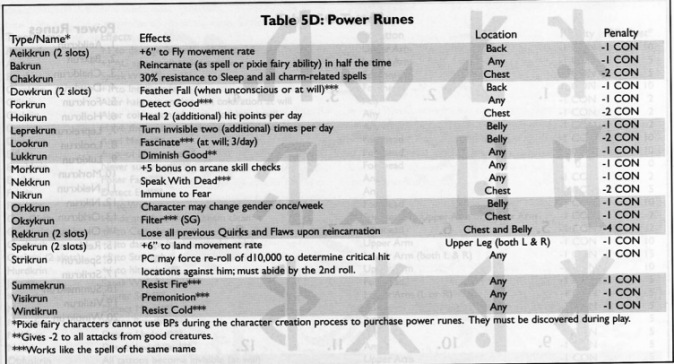 Table 5D: Power Runes
Type/Name* Effects Location Penalty
Aeikkrun (2 slots) +6" to Fly movement rate Back -1 CON
Bakrun Reincarnate (as spell or pixie fairy ability) in half the time Any -1 CON
Chakkrun 30% resistance to Sleep and all charm-related spells Chest -2 CON
Dowkrun (2 slots) Feather Fall (when unconscious or at will)*** Back -1 CON
Forkrun Detect Good*** Any -1 CON
Hoikrun Heal 2 (additional) hit points per day Chest -2 CON
Leprekrun Turn invisible two (additional) times per day Belly -2 CON
Lookrun Fascinate*** (at will; 3/day) Belly -2 CON
Lukkrun Diminish Good** Any -1 CON
Morkrun +5 bonus on arcane skill checks Any -1 CON
Nekkrun Speak With Dead*** Any -1 CON
Nikrun Immune to Fear Chest -2 CON
Orkkrun Character may change gender once/week Belly -1 CON
Oksykrun Filter*** (SG) Chest -1 CON
Rekkrun (2 slots) Lose all previous Quirks and Flaws upon reincarnation Chest and Belly -4 CON
Spekrun (2 slots) +6" to land movement rate Upper Leg (both L & R) -1 CON
Strikrun PC may force re-roll of d10,000 to determine critical hit Any -1 CON
locations against him; must abide by the 2nd roll.
Summekrun Resist Fire*** Any -1 CON
Visikrun Premonition*** Any -1 CON
Wintikrun Resist Cold*** Any -1 CON
*Pixie fairy characters cannot use BPs during the character creation process to purchase power runes. They must be discovered during play.
**Gives -2 to all attacks from good creatures.
***Works like the spell of the same name